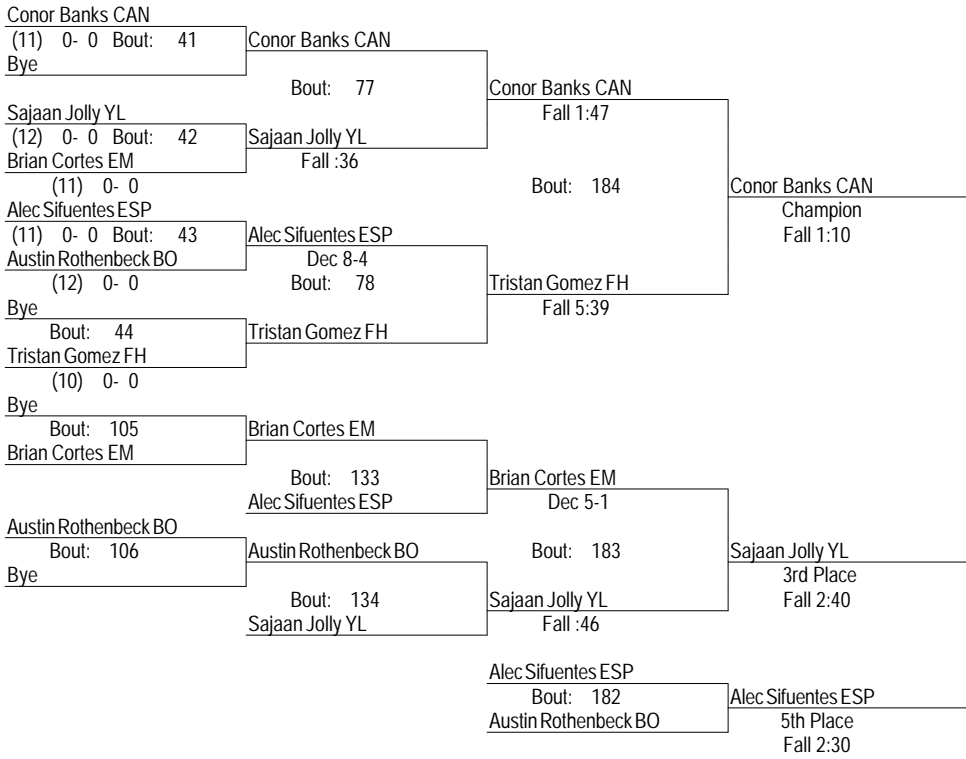 Conor Banks CAN
(11) 0- 0 Bout: 41 Conor Banks CAN
Bye
Bout: 77 Conor Banks CAN
Sajaan Jolly YL Fall 1:47
(12) 0- 0 Bout: 42 Sajaan Jolly YL
Brian Cortes EM Fall :36
(11) 0- 0 Bout: 184 Conor Banks CAN
Alec Sifuentes ESP Champion
(11) 0- 0 Bout: 43 Alec Sifuentes ESP Fall 1:10
Austin Rothenbeck BO Dec 8-4
(12) 0- 0 Bout: 78 Tristan Gomez FH
Bye Fall 5:39
Bout: 44 Tristan Gomez FH
Tristan Gomez FH
(10) 0- 0
Bye
Bout: 105 Brian Cortes EM
Brian Cortes EM
Bout: 133 Brian Cortes EM
Alec Sifuentes ESP Dec 5-1
Austin Rothenbeck BO
Bout: 106 Austin Rothenbeck BO Bout: 183 Sajaan Jolly YL
Bye 3rd Place
Bout: 134 Sajaan Jolly YL Fall 2:40
Sajaan Jolly YL Fall :46
Alec Sifuentes ESP
Bout: 182 Alec Sifuentes ESP
Austin Rothenbeck BO 5th Place
Fall 2:30